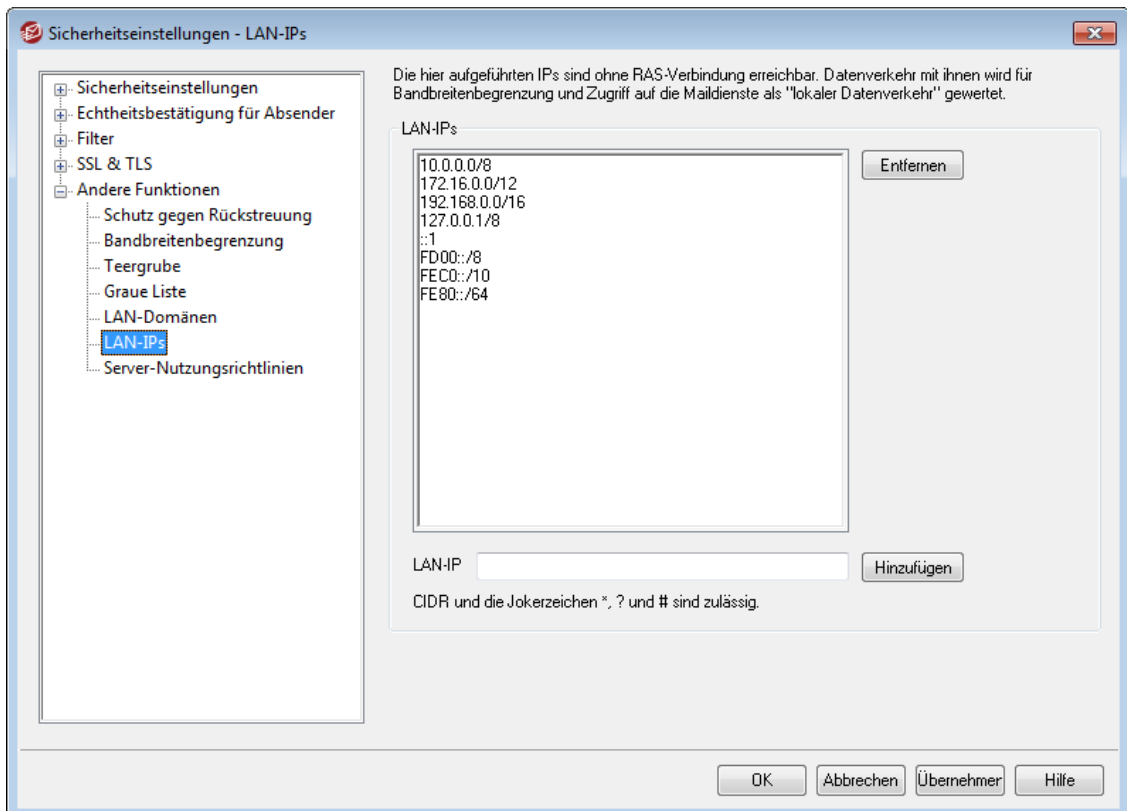 Sicherheitseinstellungen - LAN-IPs
Sicherheitseinstellungen
Echtheitsbestätigung für Absender
Filter
SSL & TLS
Andere Funktionen
Schutz gegen Rückstreuung
Bandbreitenbegrenzung
Teergrube
Graue Liste
LAN-Domänen
LAN-IPs
Server-Nutzungsrichtlinien
Die hier aufgeführten IPs sind ohne RAS-Verbindung erreichbar. Datenverkehr mit ihnen wird für
Bandbreitenbegrenzung und Zugriff auf die Maildienste als "lokaler Datenverkehr" gewertet.
LAN-IPs
10.0.0.0/8
172.16.0.0/12
192.168.0.0/16
127.0.0.1/8
::1
FD00::/8
FEC0::/10
FE80::/64
Entfernen
LAN-IP
Hinzufügen
CIDR und die Jokerzeichen *, ? und # sind zulässig.
OK
Abbrechen
Übernehmer
Hilfe